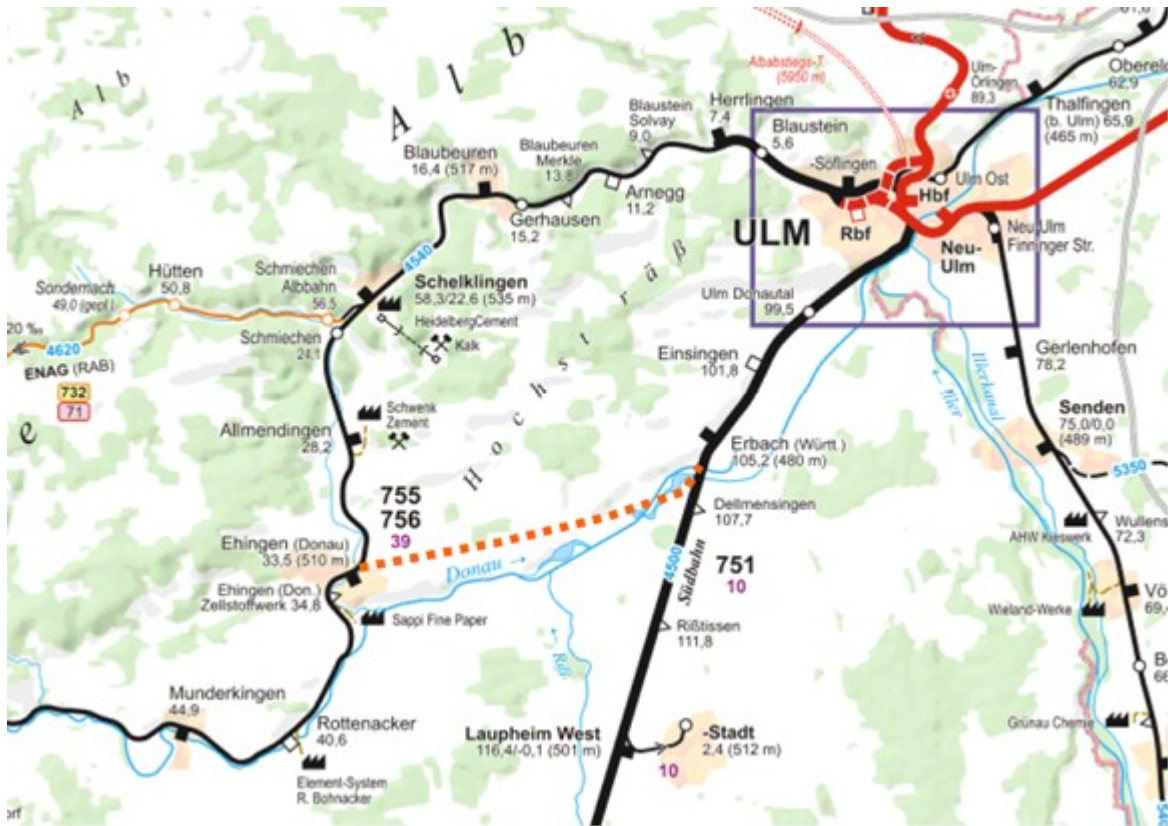 A l b
A l b
Albabstiegs-T.
(5950 m)
Ulm-
Örlingen
89,3
62,9
Thalfingen
(b. Ulm) 65,9
(465 m)
Herrlingen
7,4
Blaustein
Solvay
9,0
Blaustein
5,6
-Söflingen
Ulm Ost
Hbf
Rbf
ULM
Neu-
Ulm
Neu-Ulm
Finninger Str.
Blaubeuren
16,4 (517 m)
Blaubeuren
Merkle
13,8
Arnegg
11,2
Gerhausen
15,2
4540
Schmiechen
Albbahn
56,5
Hütten
50,8
Sondernach
49,0 (gepl.)
20 ‰
4620
ENAG (RAB)
732
71
e
Schmiechen
24,1
Schelklingen
58,3/22,6 (535 m)
HeidelbergCement
Kalk
H o c h s t r ä ß
Ulm Donautal
99,5
Einsingen
101,8
Gerlenhofen
78,2
Illerkanal
Iller
Senden
75,0/0,0
(489 m)
5350
Allmendingen
28,2
Schwenk
Zement
Erbach (Württ.)
105,2 (480 m)
Dellmensingen
107,7
755
756
39
Ehingen (Donau)
33,5 (510 m)
Ehingen (Don.)
Zellstoffwerk 34,8
Sappi Fine Paper
Donau →
4500
Südbahn
751
10
Rißtissen
111,8
Riß
AHW Kieswerk
72,3
Wieland-Werke
Vö
69,
66
Grünau Chemie
Munderkingen
44,9
Rottenacker
40,6
Element-System
R. Bohnacker
Laupheim West
116,4/-0,1 (501 m)
-Stadt
2,4 (512 m)
10